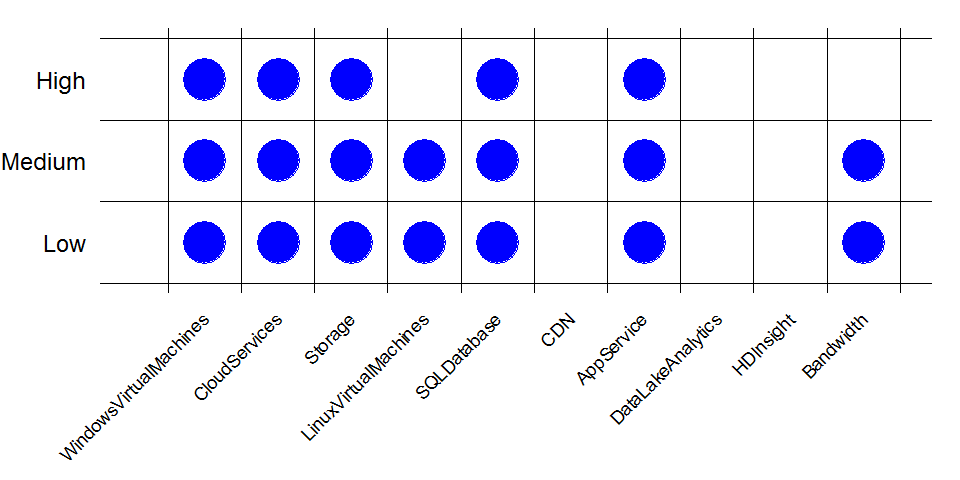 High
Medium
Low
WindowsVirtualMachines
CloudServices
Storage
LinuxVirtualMachines
SQLDatabase
CDN
AppService
DataLakeAnalytics
HDInsight
Bandwidth